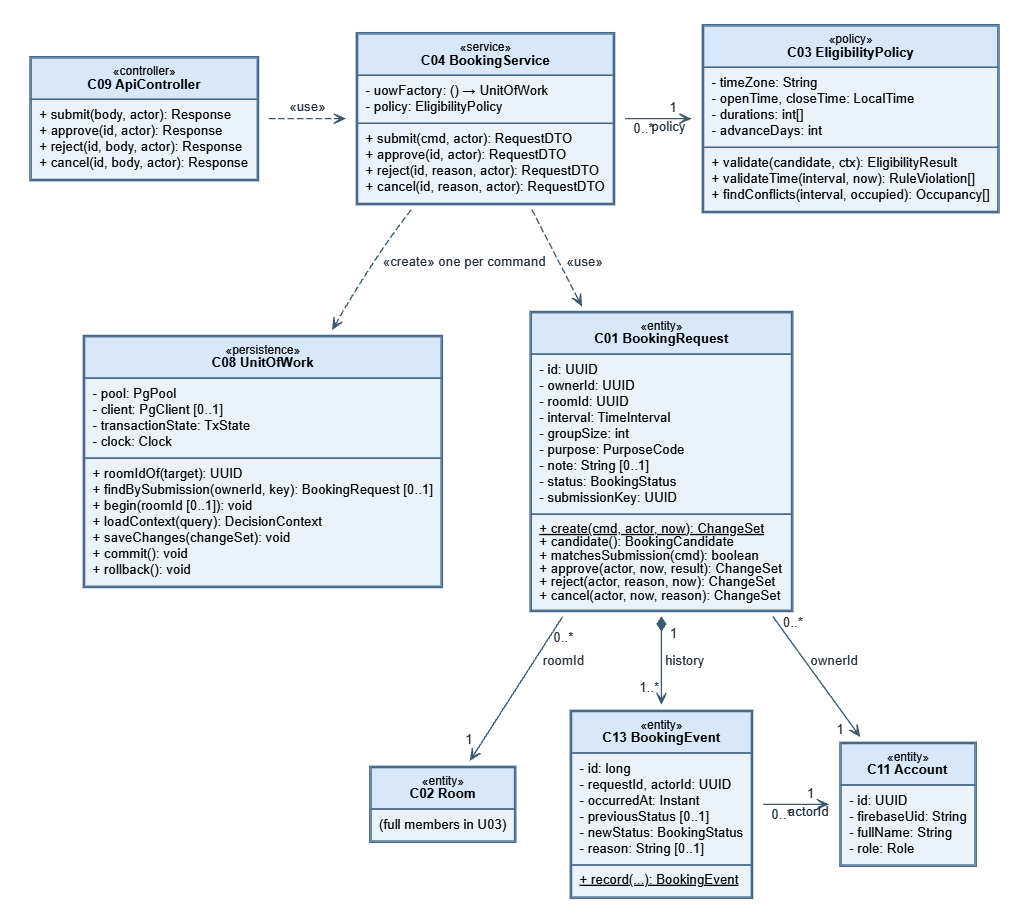 «controller»
C09 ApiController
+ submit(body, actor): Response
+ approve(id, actor): Response
+ reject(id, body, actor): Response
+ cancel(id, body, actor): Response
«use»
«service»
C04 BookingService
- uowFactory: () → UnitOfWork
- policy: EligibilityPolicy
+ submit(cmd, actor): RequestDTO
+ approve(id, actor): RequestDTO
+ reject(id, reason, actor): RequestDTO
+ cancel(id, reason, actor): RequestDTO
1
0..*
policy
«policy»
C03 EligibilityPolicy
- timeZone: String
- openTime, closeTime: LocalTime
- durations: int[]
- advanceDays: int
+ validate(candidate, ctx): EligibilityResult
+ validateTime(interval, now): RuleViolation[]
+ findConflicts(interval, occupied): Occupancy[]
«create» one per command
«use»
«persistence»
C08 UnitOfWork
- pool: PgPool
- client: PgClient [0..1]
- transactionState: TxState
- clock: Clock
+ roomIdOf(target): UUID
+ findBySubmission(ownerId, key): BookingRequest [0..1]
+ begin(roomId [0..1]): void
+ loadContext(query): DecisionContext
+ saveChanges(changeSet): void
+ commit(): void
+ rollback(): void
«entity»
C01 BookingRequest
- id: UUID
- ownerId: UUID
- roomId: UUID
- interval: TimeInterval
- groupSize: int
- purpose: PurposeCode
- note: String [0..1]
- status: BookingStatus
- submissionKey: UUID
+ create(cmd, actor, now): ChangeSet
+ candidate(): BookingCandidate
+ matchesSubmission(cmd): boolean
+ approve(actor, now, result): ChangeSet
+ reject(actor, reason, now): ChangeSet
+ cancel(actor, now, reason): ChangeSet
0..*
roomId
1
1
history
1..*
0..*
ownerId
1
«entity»
C02 Room
(full members in U03)
«entity»
C13 BookingEvent
- id: long
- requestId, actorId: UUID
- occurredAt: Instant
- previousStatus [0..1]
- newStatus: BookingStatus
- reason: String [0..1]
+ record(...): BookingEvent
1
0..*
actorId
«entity»
C11 Account
- id: UUID
- firebaseUid: String
- fullName: String
- role: Role